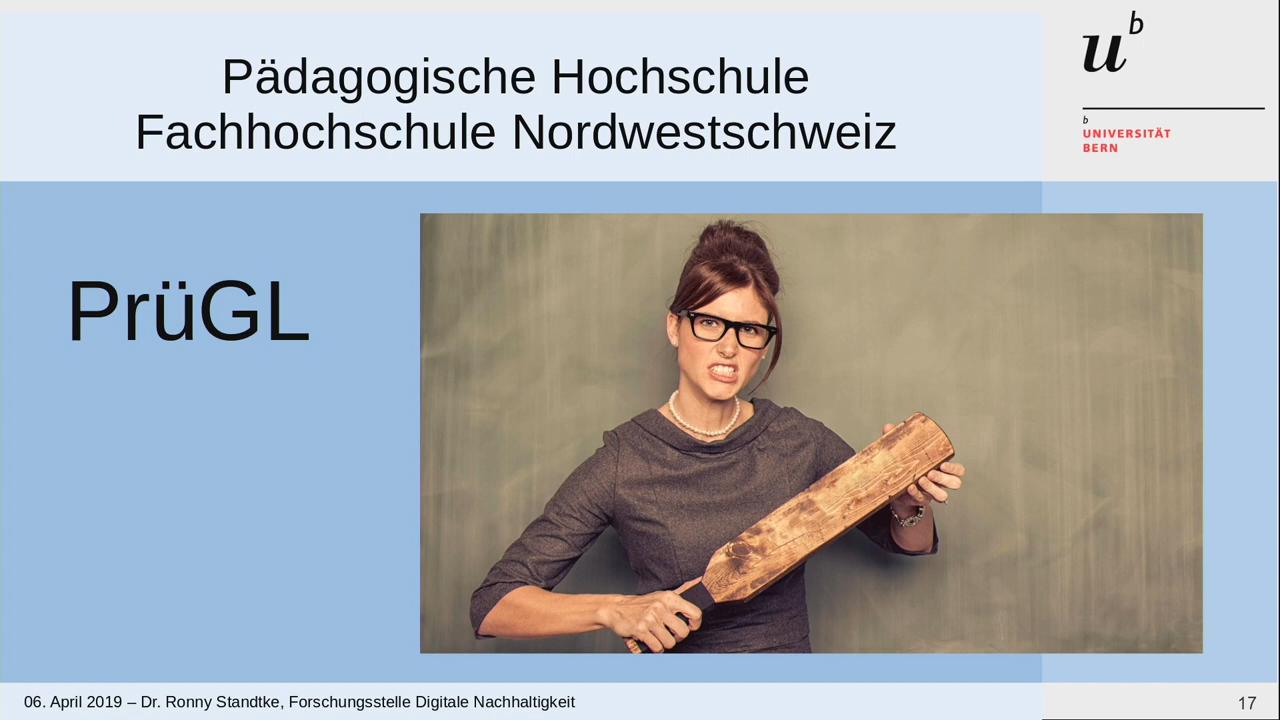 Pädagogische Hochschule
Fachhochschule Nordwestschweiz
u b
b
UNIVERSITÄT
BERN
PrüGL
06. April 2019 – Dr. Ronny Standtke, Forschungsstelle Digitale Nachhaltigkeit
17